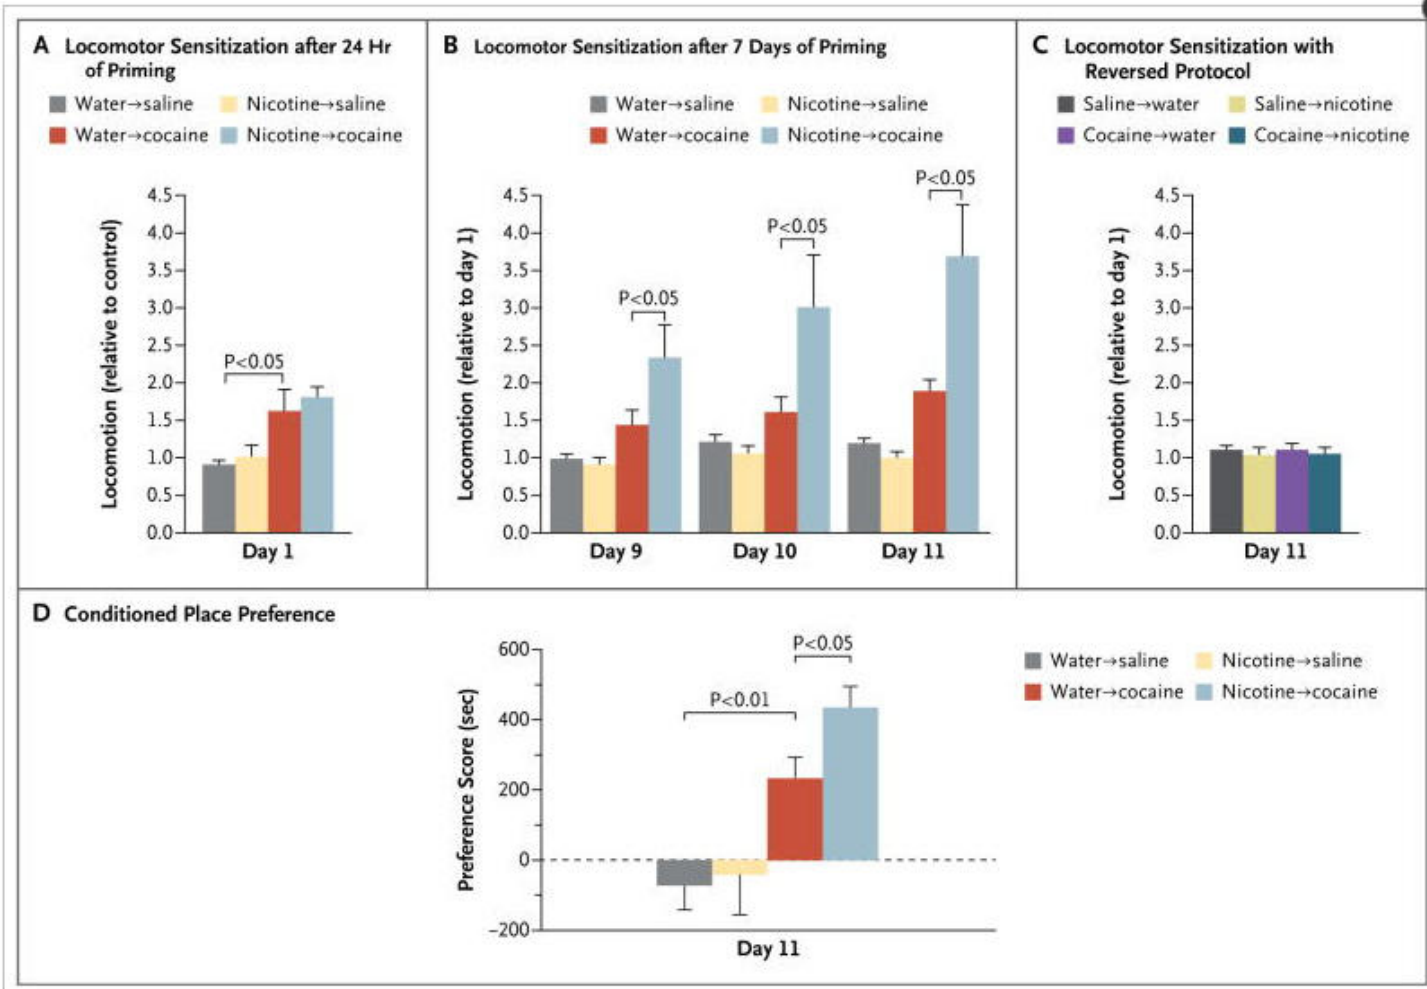 A Locomotor Sensitization after 24 Hr
of Priming
Water→saline Nicotine→saline
Water→cocaine Nicotine→cocaine
Locomotion (relative to control)
4.5
4.0
3.5
3.0
2.5
2.0
1.5
1.0
0.5
0.0
P<0.05
Day 1
B Locomotor Sensitization after 7 Days of Priming
Water→saline Nicotine→saline
Water→cocaine Nicotine→cocaine
Locomotion (relative to day 1)
4.5
4.0
3.5
3.0
2.5
2.0
1.5
1.0
0.5
0.0
P<0.05
P<0.05
P<0.05
Day 9 Day 10 Day 11
C Locomotor Sensitization with
Reversed Protocol
Saline→water Saline→nicotine
Cocaine→water Cocaine→nicotine
Locomotion (relative to day 1)
4.5
4.0
3.5
3.0
2.5
2.0
1.5
1.0
0.5
0.0
Day 11
D Conditioned Place Preference
Preference Score (sec)
600
400
200
0
−200
P<0.01
P<0.05
Day 11
Water→saline Nicotine→saline
Water→cocaine Nicotine→cocaine